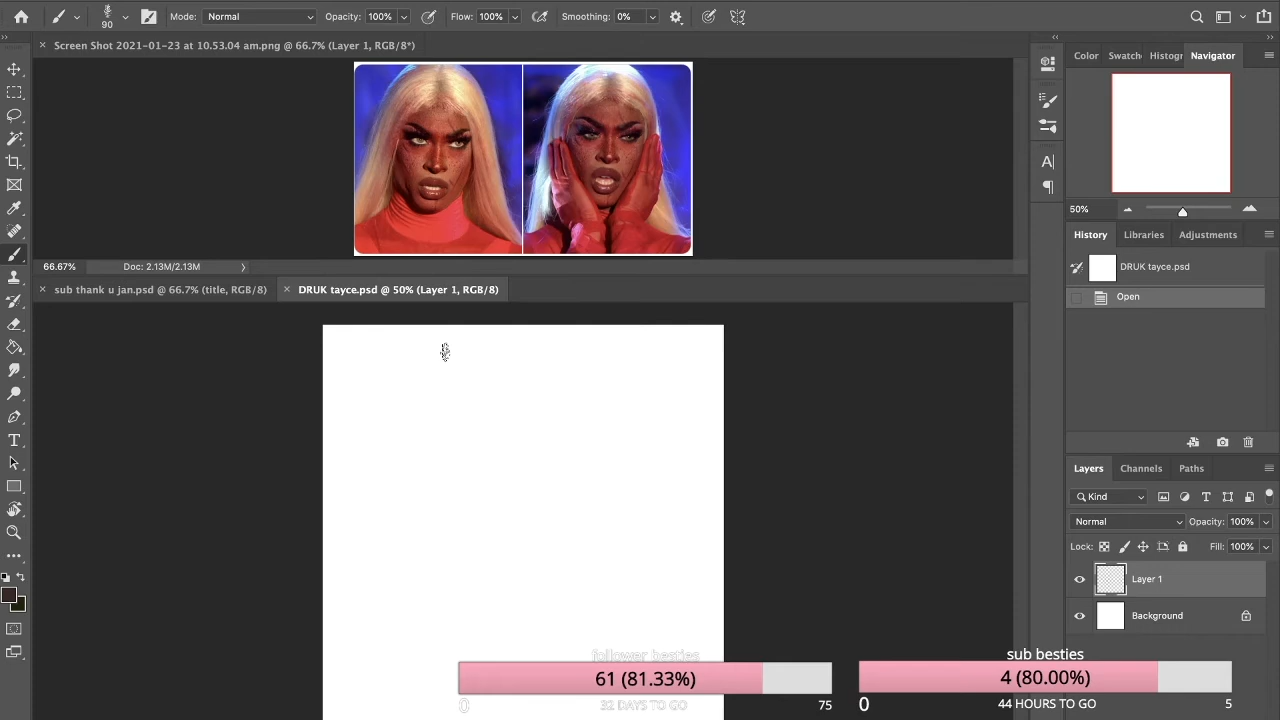 90
Mode: Normal Opacity: 100% Flow: 100% Smoothing: 0%
Screen Shot 2021-01-23 at 10.53.04 am.png @ 66.7% (Layer 1, RGB/8*)
66.67% Doc: 2.13M/2.13M
sub thank u jan.psd @ 66.7% (title, RGB/8)
DRUK tayce.psd @ 50% (Layer 1, RGB/8)
Color Swatch Histogr Navigator
50%
History Libraries Adjustments
DRUK tayce.psd
Open
Layers Channels Paths
Kind
Normal Opacity: 100%
Lock: Fill: 100%
Layer 1
Background
follower besties
61 (81.33%)
0 32 DAYS TO GO 75
sub besties
4 (80.00%)
0 44 HOURS TO GO 5